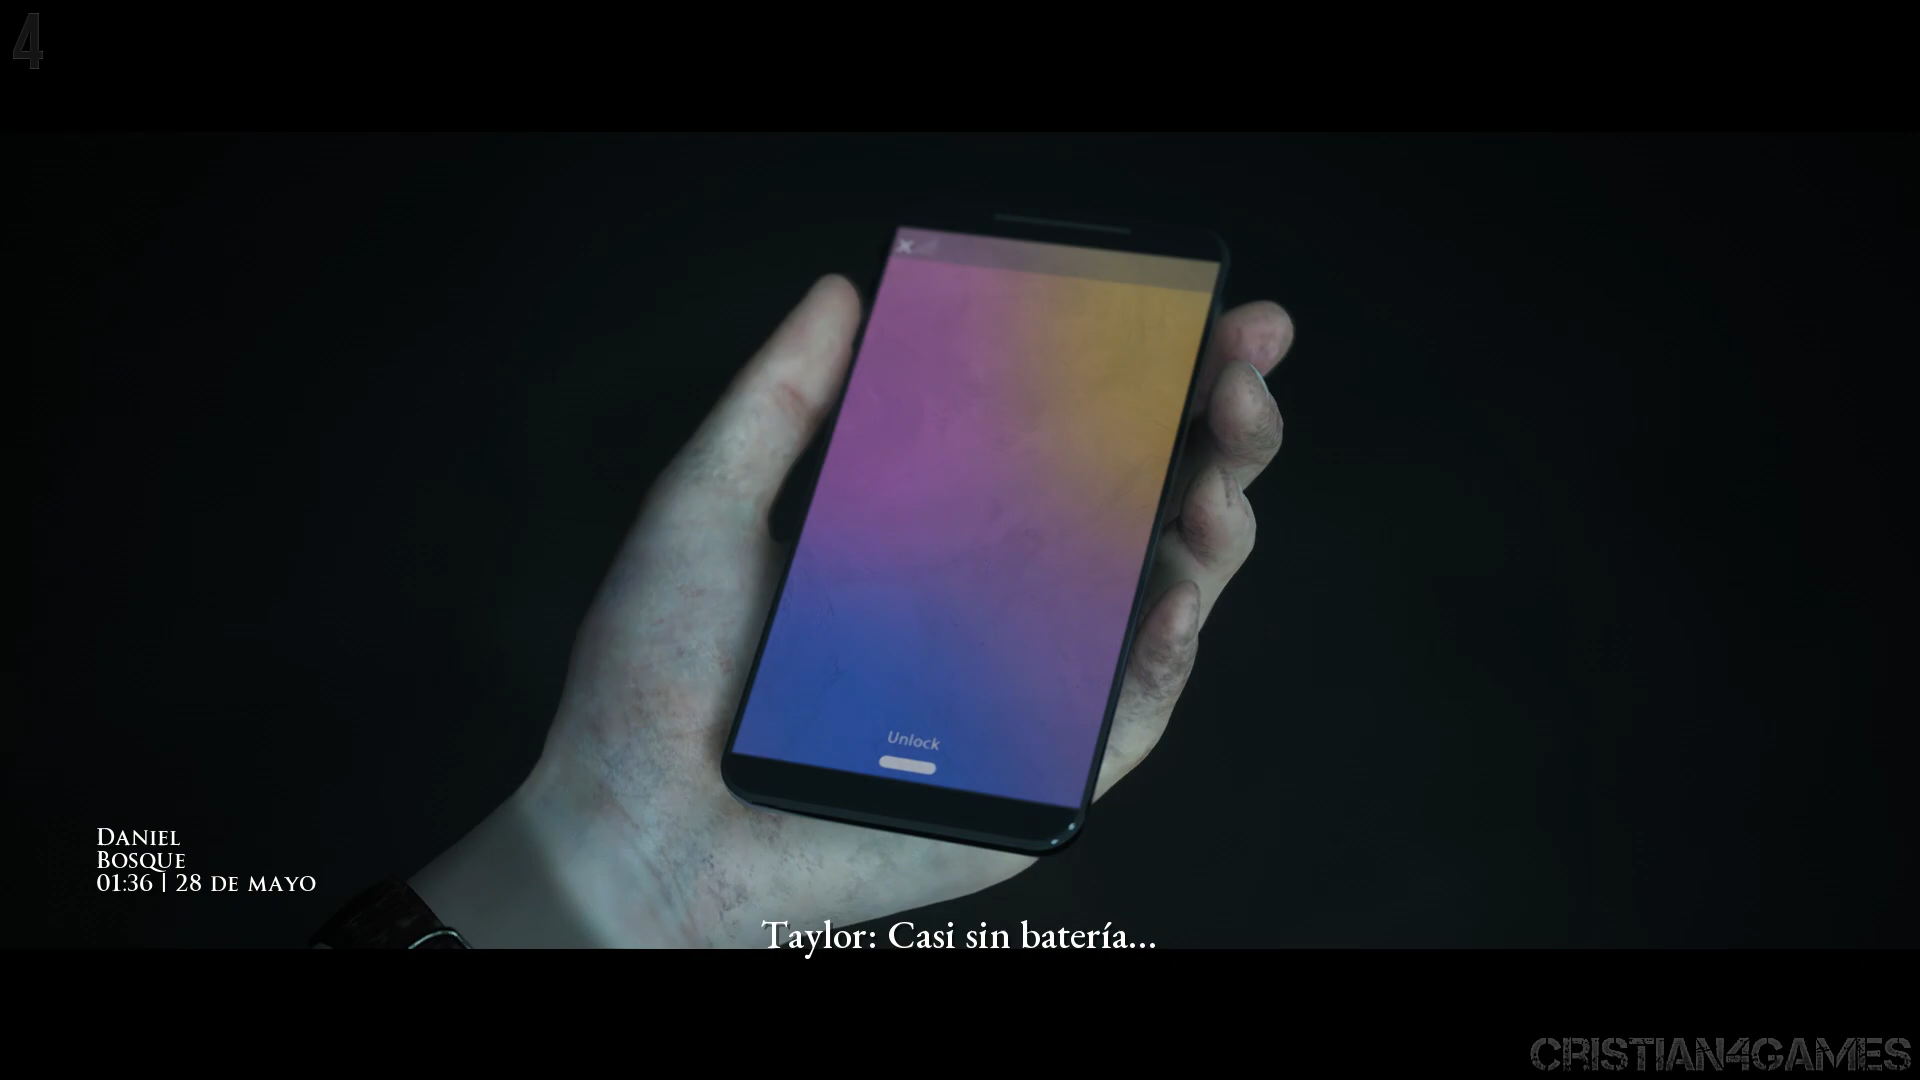 4
Unlock
DANIEL
BOSQUE
01:36 | 28 DE MAYO
Taylor: Casi sin batería...
CRISTIAN4GAMES